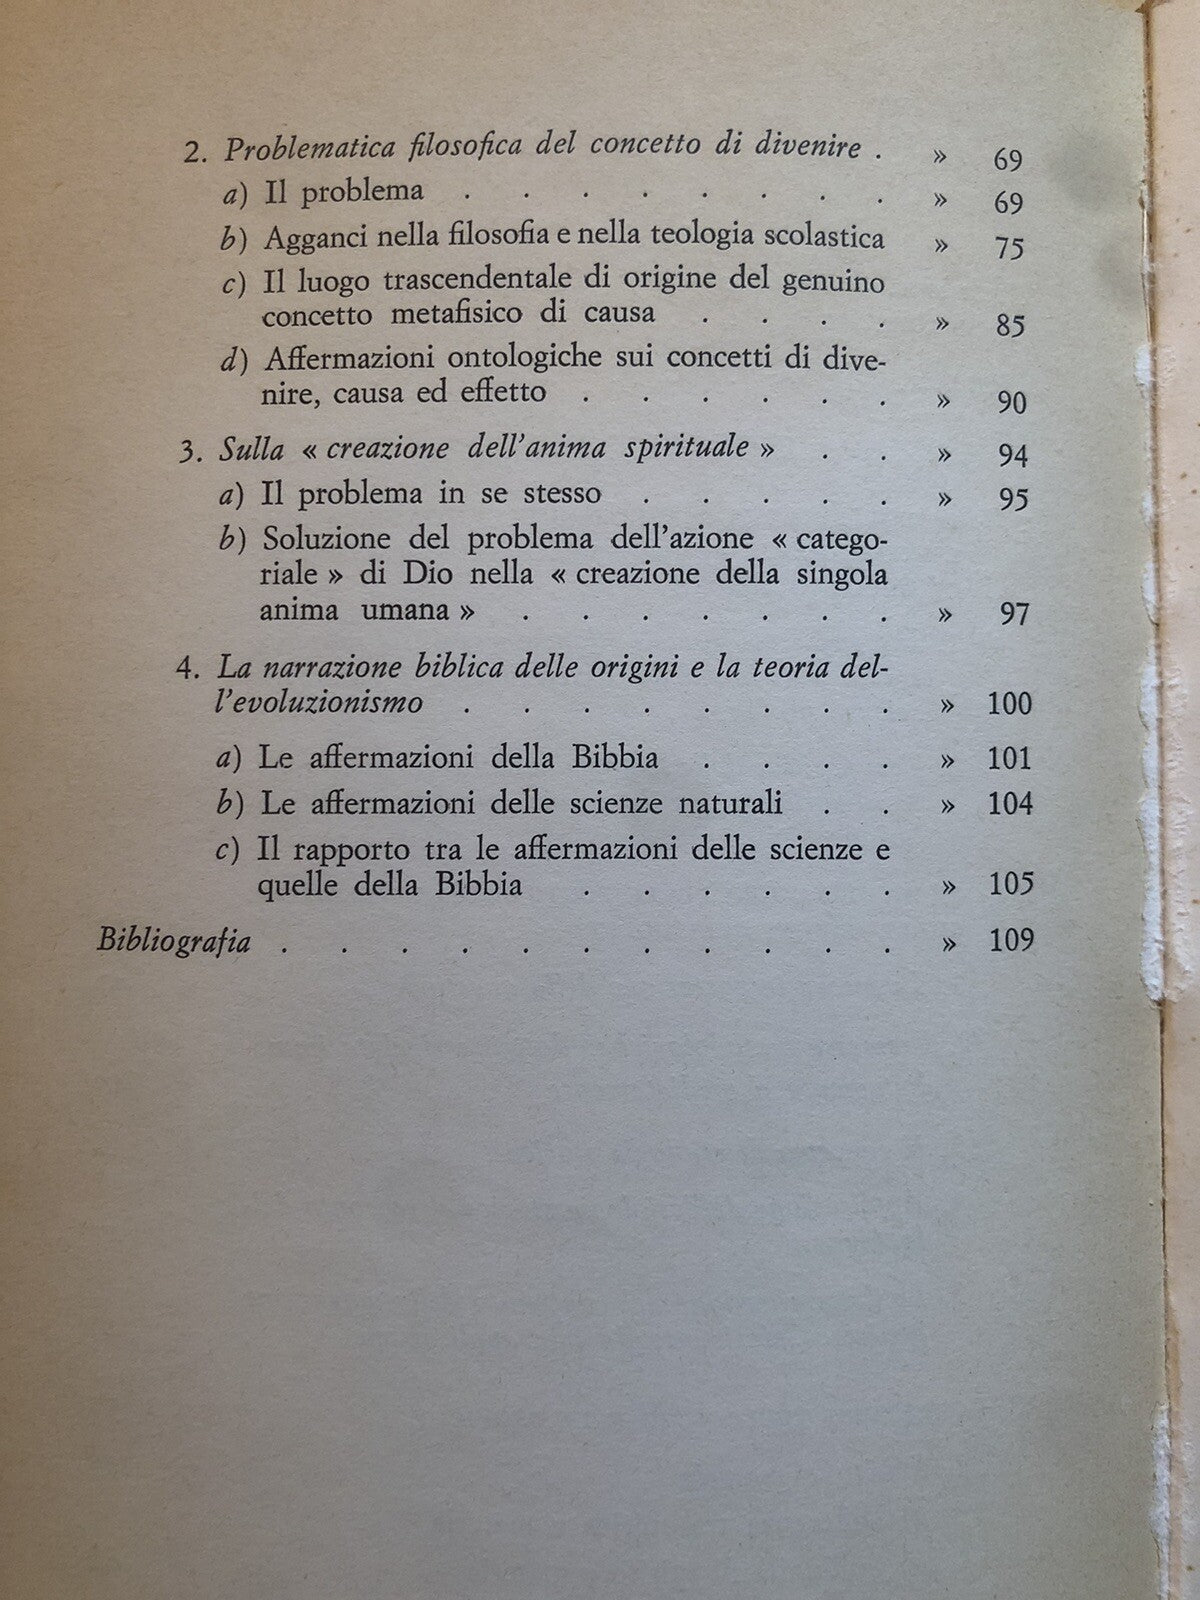 2. Problematica filosofica del concetto di divenire . » 69
a) Il problema . . . . . . . . » 69
b) Agganci nella filosofia e nella teologia scolastica » 75
c) Il luogo trascendentale di origine del genuino
concetto metafisico di causa . . . . » 85
d) Affermazioni ontologiche sui concetti di dive-
nire, causa ed effetto . . . . . . » 90
3. Sulla « creazione dell'anima spirituale » . . » 94
a) Il problema in se stesso . . . . . » 95
b) Soluzione del problema dell'azione « catego-
riale » di Dio nella « creazione della singola
anima umana » . . . . . . . » 97
4. La narrazione biblica delle origini e la teoria del-
l'evoluzionismo . . . . . . . . » 100
a) Le affermazioni della Bibbia . . . . » 101
b) Le affermazioni delle scienze naturali . . » 104
c) Il rapporto tra le affermazioni delle scienze e
quelle della Bibbia . . . . . . » 105
Bibliografia . . . . . . . . . . . » 109